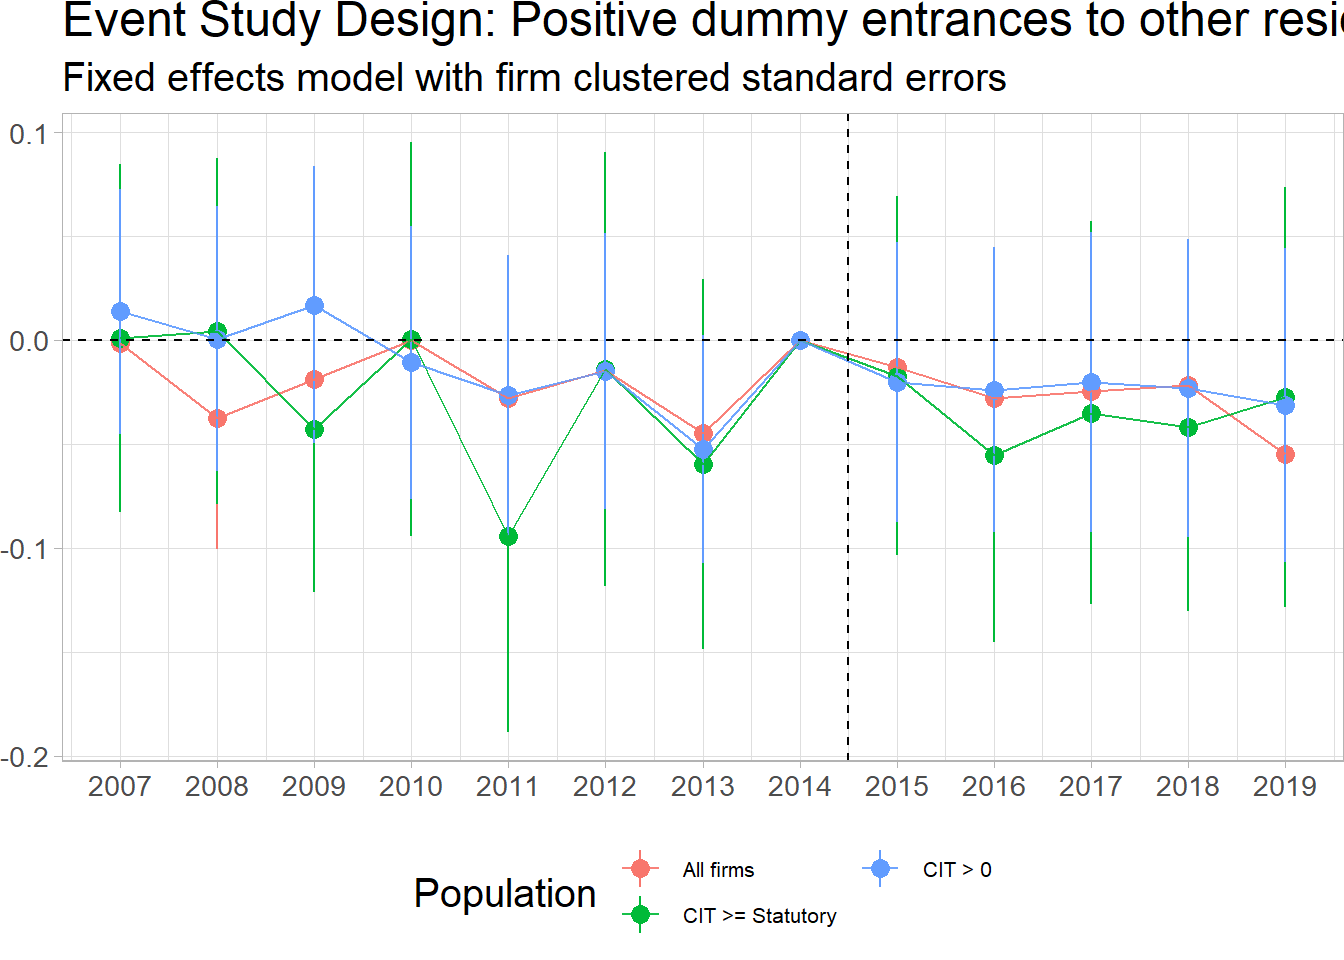 Event Study Design: Positive dummy entrances to other resi
Fixed effects model with firm clustered standard errors
0.1
0.0
-0.1
-0.2
2007 2008 2009 2010 2011 2012 2013 2014 2015 2016 2017 2018 2019
Population
All firms
CIT > 0
CIT >= Statutory